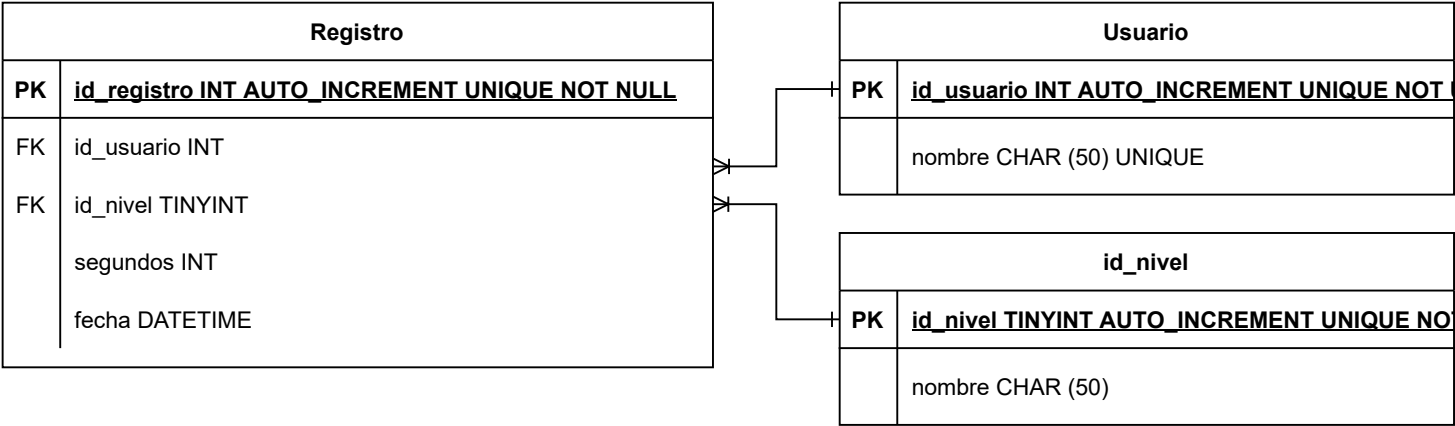 Registro
PK id_registro INT AUTO_INCREMENT UNIQUE NOT NULL
FK id_usuario INT
FK id_nivel TINYINT
segundos INT
fecha DATETIME
Usuario
PK id_usuario INT AUTO_INCREMENT UNIQUE NOT
nombre CHAR (50) UNIQUE
id_nivel
PK id_nivel TINYINT AUTO_INCREMENT UNIQUE
nombre CHAR (50)